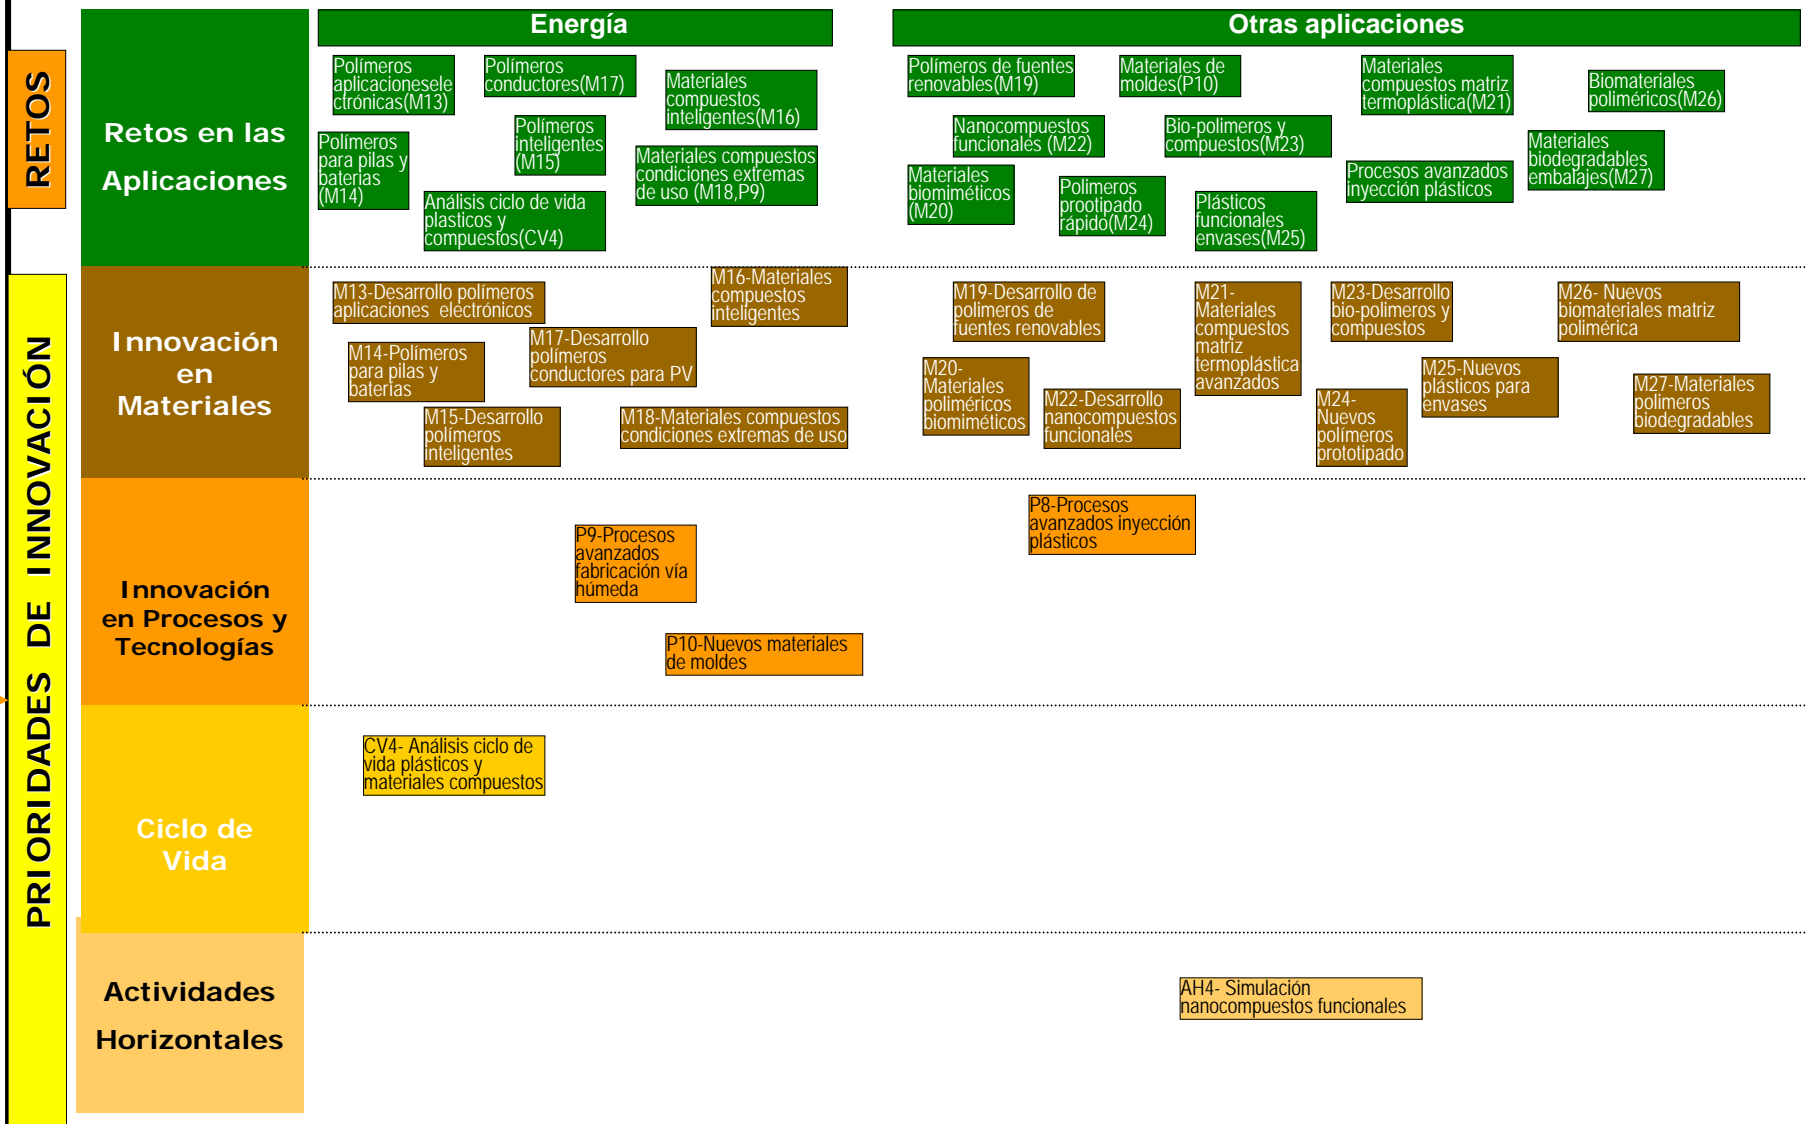 RETOS
PRIORIDADES DE INNOVACIÓN
Energía
Otras aplicaciones
Retos en las
Aplicaciones
Polímeros
aplicacionesele
ctrónicas(M13)
Polímeros
conductores(M17)
Materiales
compuestos
inteligentes(M16)
Polímeros
para pilas y
baterias
(M14)
Polímeros
inteligentes
(M15)
Materiales compuestos
condiciones extremas
de uso (M18,P9)
Análisis ciclo de vida
plasticos y
compuestos(CV4)
Polímeros de fuentes
renovables(M19)
Materiales de
moldes(P10)
Materiales
compuestos matriz
termoplástica(M21)
Biomateriales
poliméricos(M26)
Nanocompuestos
funcionales (M22)
Bio-polimeros y
compuestos(M23)
Materiales
biodegradables
embalajes(M27)
Materiales
biomiméticos
(M20)
Polimeros
prootipado
rápido(M24)
Plásticos
funcionales
envases(M25)
Procesos avanzados
inyección plásticos
Innovación
en
Materiales
M13-Desarrollo polímeros
aplicaciones electrónicos
M16-Materiales
compuestos
inteligentes
M14-Polímeros
para pilas y
baterías
M17-Desarrollo
polímeros
conductores para PV
M15-Desarrollo
polímeros
inteligentes
M18-Materiales compuestos
condiciones extremas de uso
M19-Desarrollo de
polimeros de
fuentes renovables
M21-
Materiales
compuestos
matriz
termoplástica
avanzados
M23-Desarrollo
bio-polimeros y
compuestos
M26- Nuevos
biomateriales matriz
polimérica
M20-
Materiales
poliméricos
biomiméticos
M22-Desarrollo
nanocompuestos
funcionales
M24-
Nuevos
polímeros
prototipado
M25-Nuevos
plásticos para
envases
M27-Materiales
polimeros
biodegradables
Innovación
en Procesos y
Tecnologías
P9-Procesos
avanzados
fabricación vía
húmeda
P10-Nuevos materiales
de moldes
P8-Procesos
avanzados inyección
plásticos
Ciclo de
Vida
CV4- Análisis ciclo de
vida plásticos y
materiales compuestos
Actividades
Horizontales
AH4- Simulación
nanocompuestos funcionales